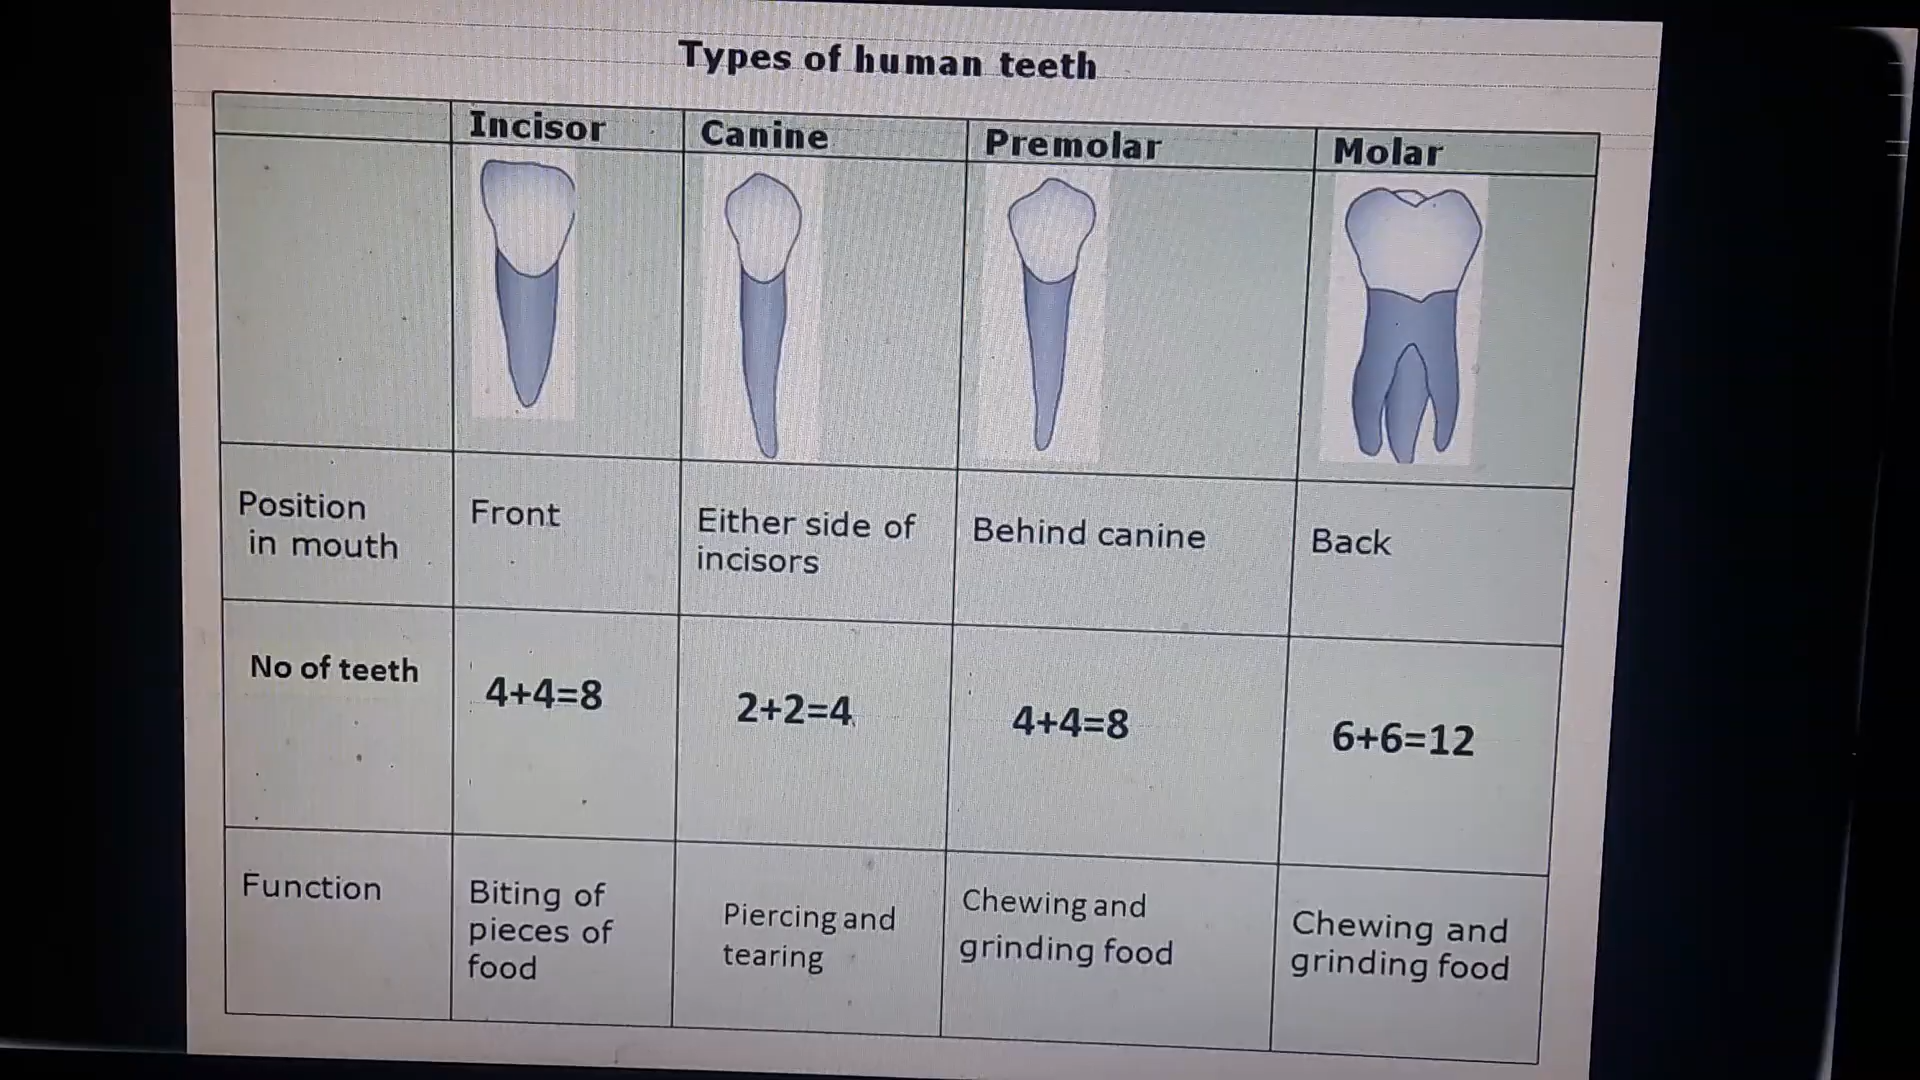 Types of human teeth
Incisor
Canine
Premolar
Molar
Position
in mouth
Front
Either side of
incisors
Behind canine
Back
No of teeth
4+4=8
2+2=4
4+4=8
6+6=12
Function
Biting of
pieces of
food
Piercing and
tearing
Chewing and
grinding food
Chewing and
grinding food